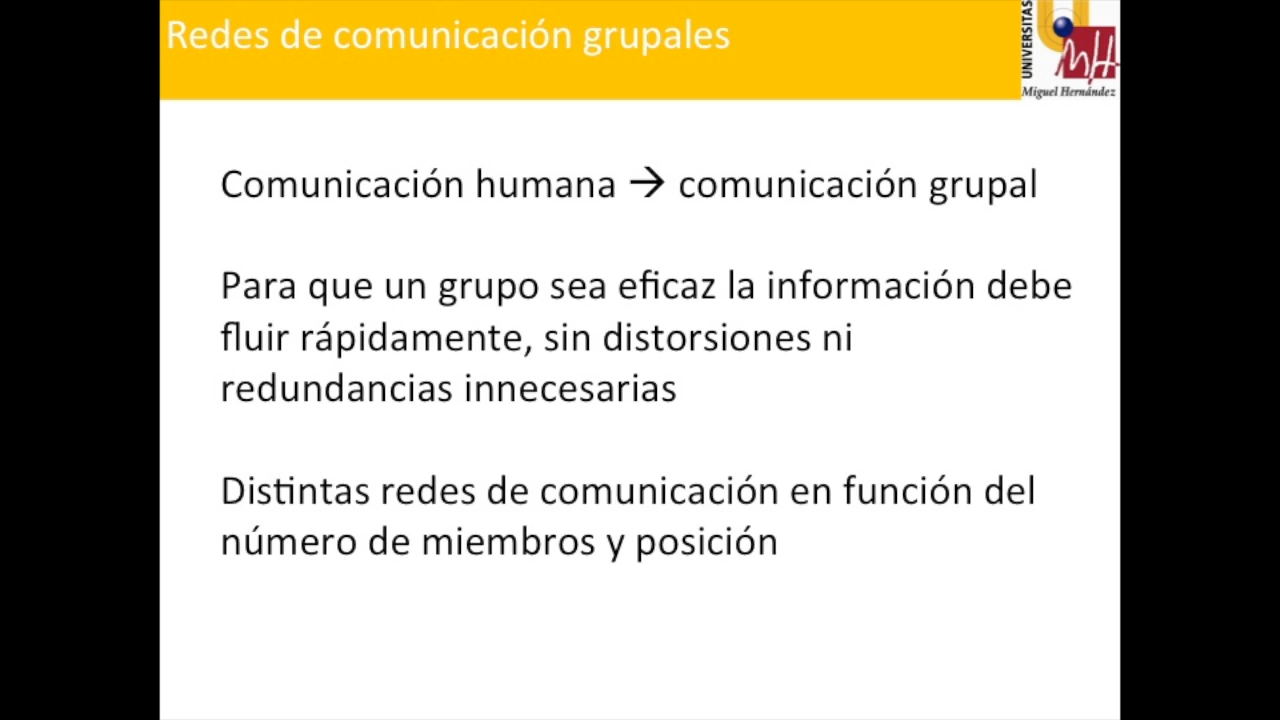 Redes de comunicación grupales
UNIVERSITAS
Miguel Hernández
Comunicación humana → comunicación grupal
Para que un grupo sea eficaz la información debe
fluir rápidamente, sin distorsiones ni
redundancias innecesarias
Distintas redes de comunicación en función del
número de miembros y posición